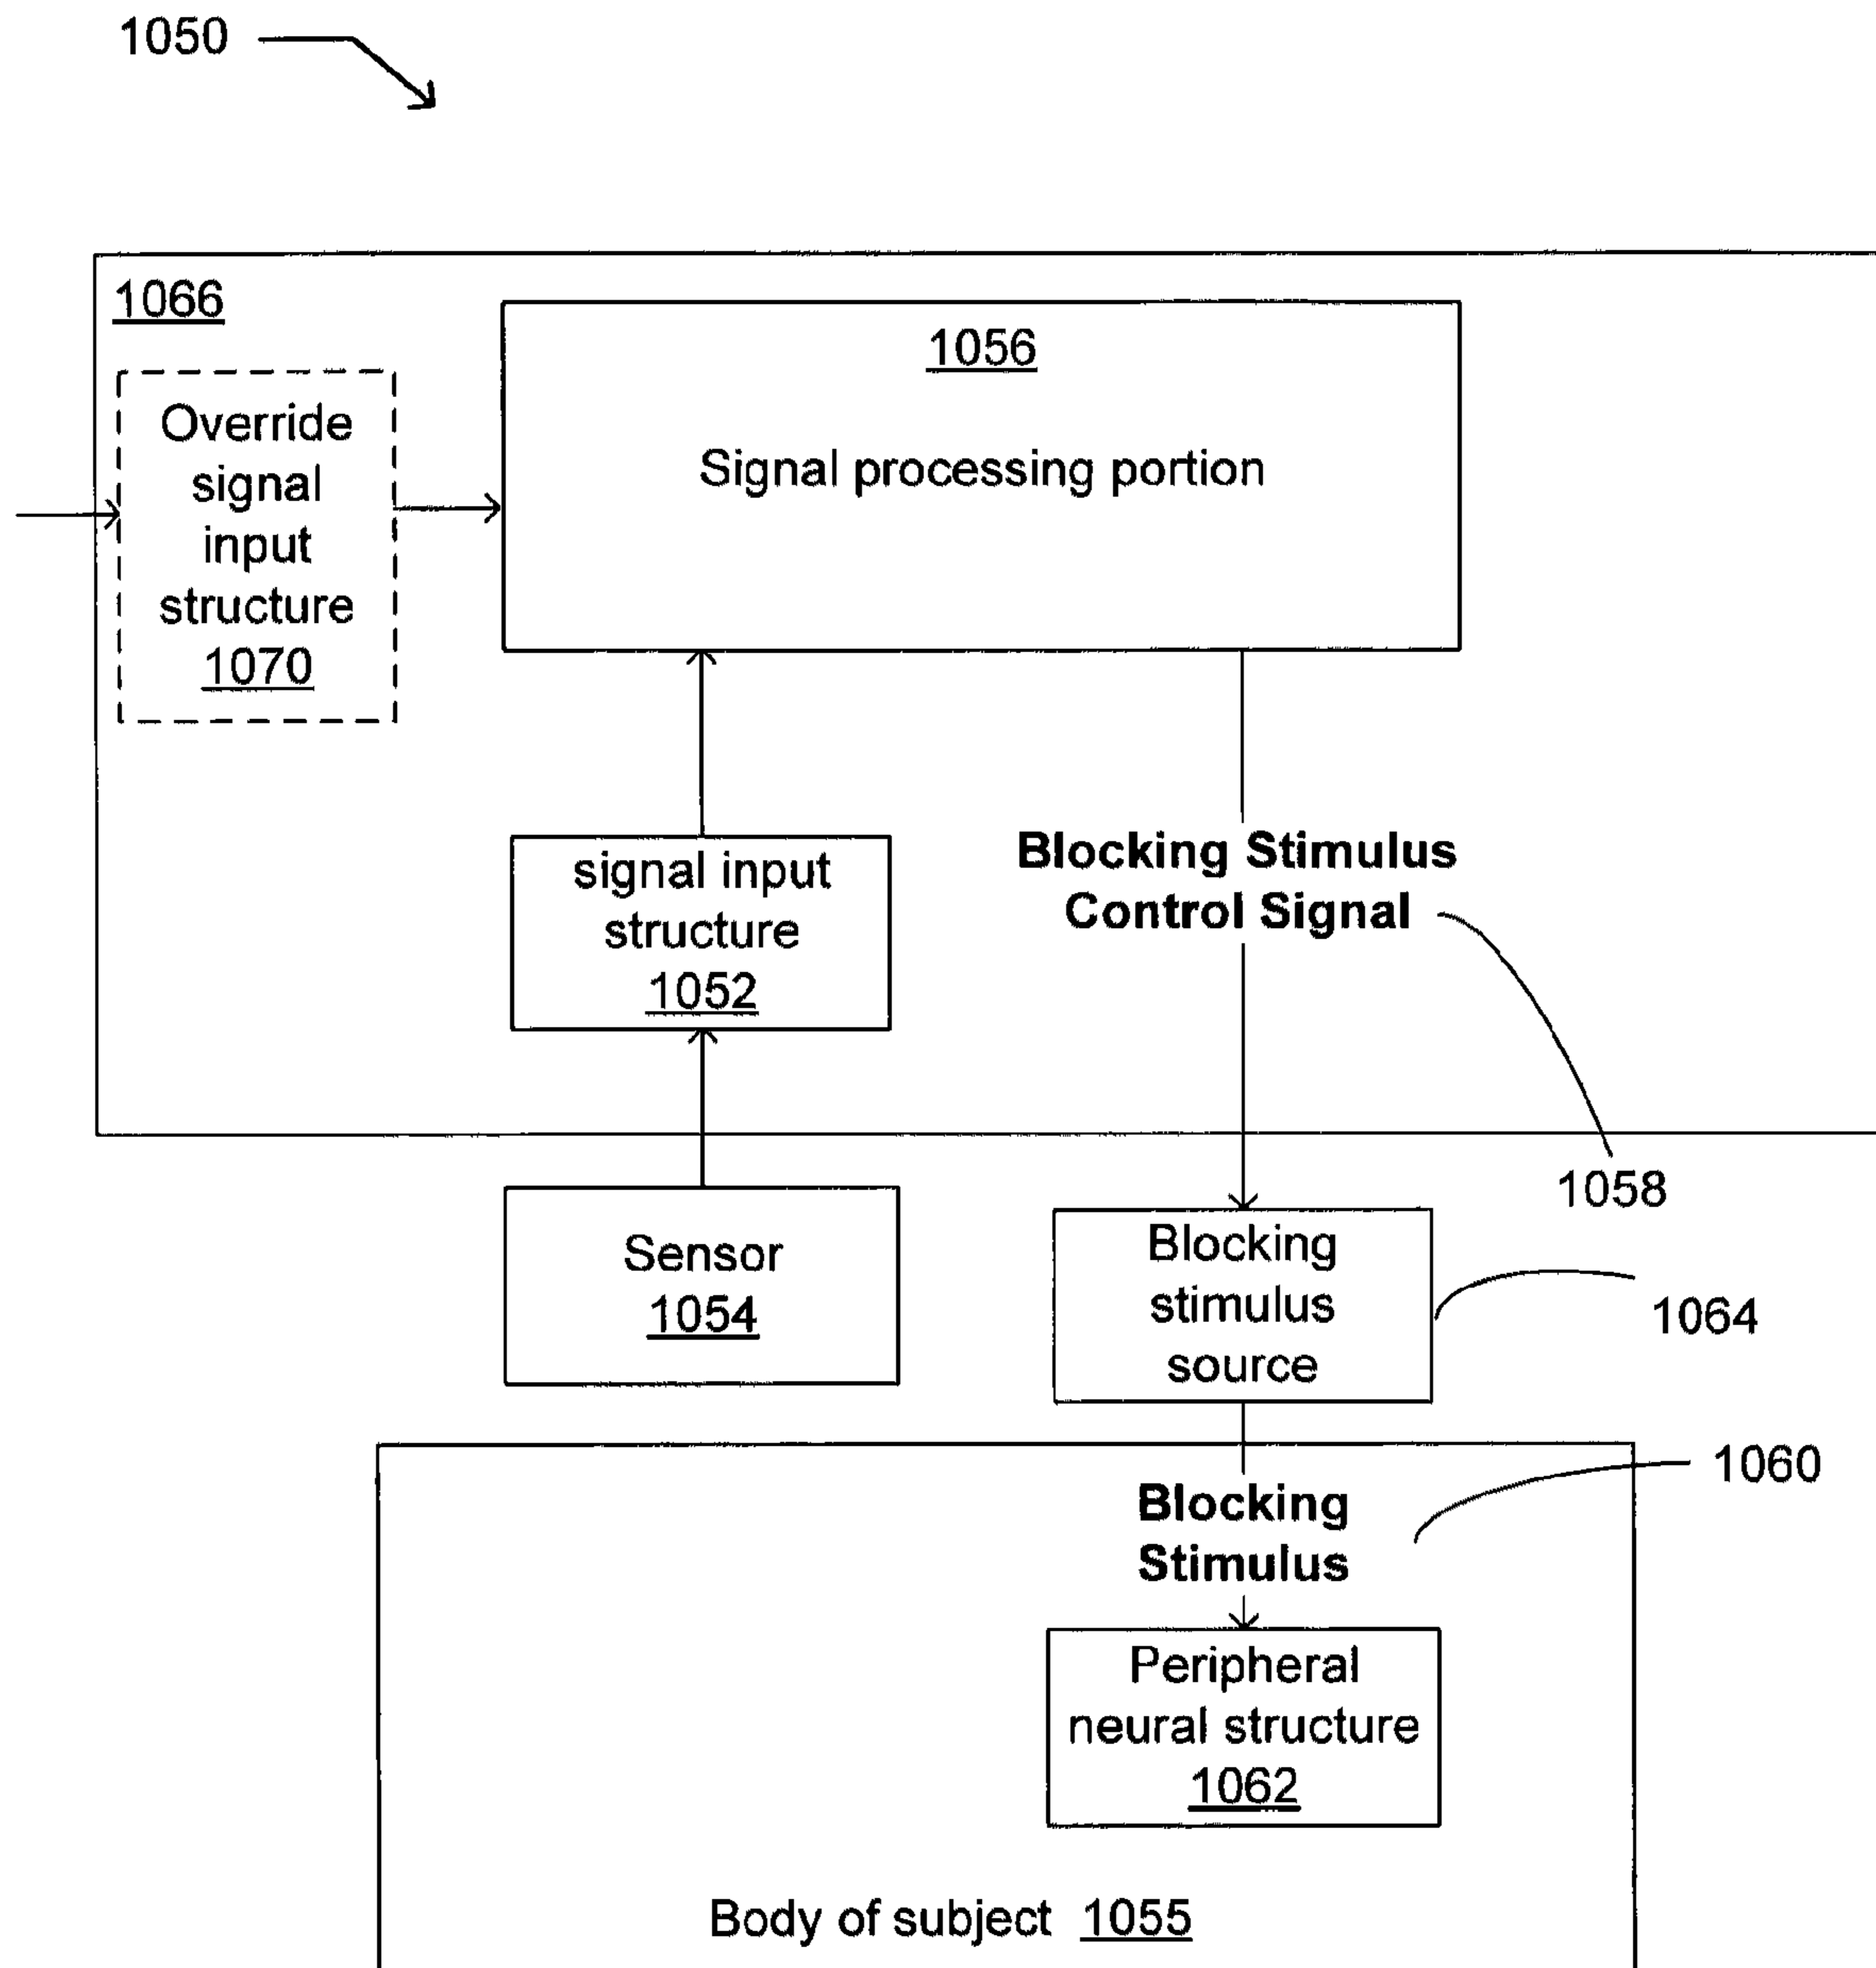 1050
1066
1056
Override
signal
input
structure
1070
Signal processing portion
signal input
structure
1052
Blocking Stimulus
Control Signal
1058
Sensor
1054
Blocking
stimulus
source
1064
1060
Blocking
Stimulus
Peripheral
neural structure
1062
Body of subject 1055